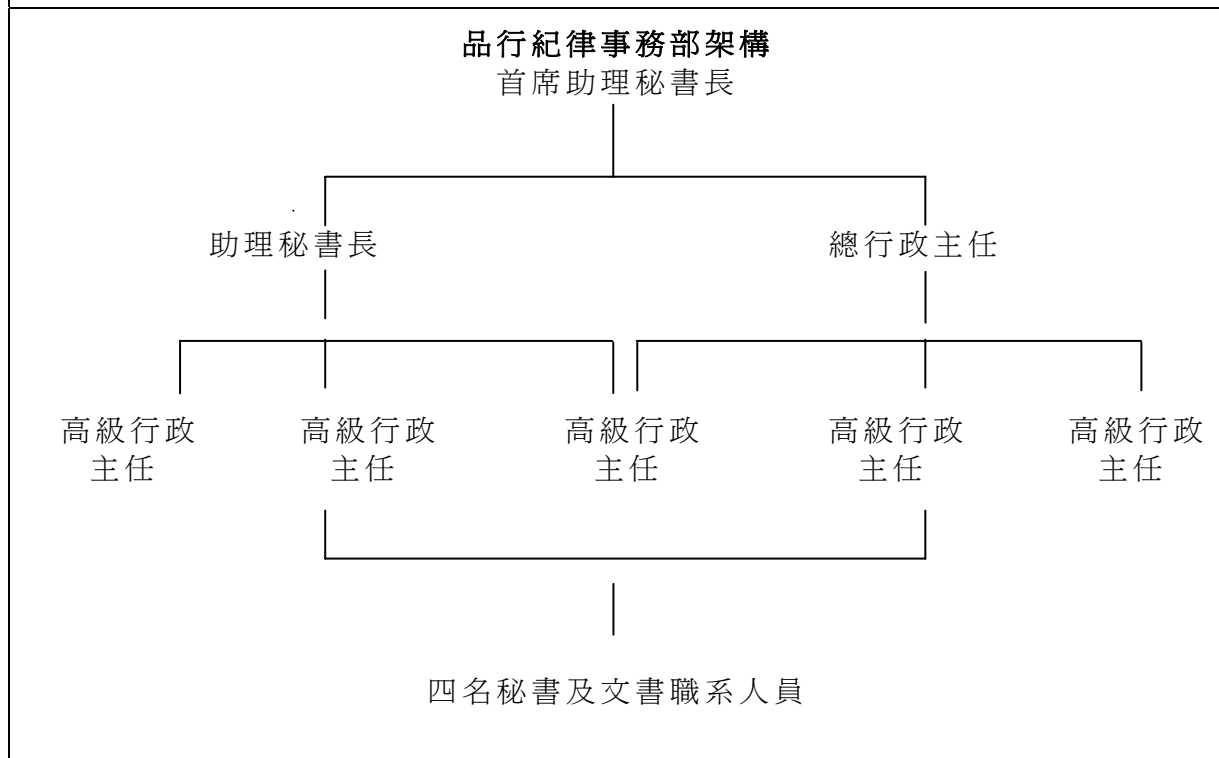 品行紀律事務部架構
首席助理秘書長
助理秘書長 總行政主任
高級行政 高級行政 高級行政 高級行政 高級行政
主任 主任 主任 主任 主任
四名秘書及文書職系人員